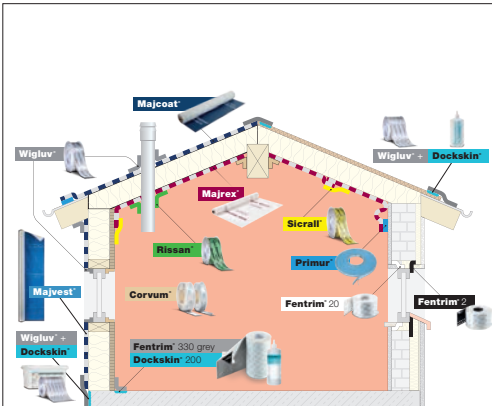 Majcoat°
Wigluv°
Wigluv° + Dockskin°
Majrex°
Sicrall°
Rissan°
Primur°
Majvest°
Corvum°
Fentrim° 20
Fentrim° 2
Wigluv° +
Dockskin°
Fentrim° 330 grey
Dockskin° 200